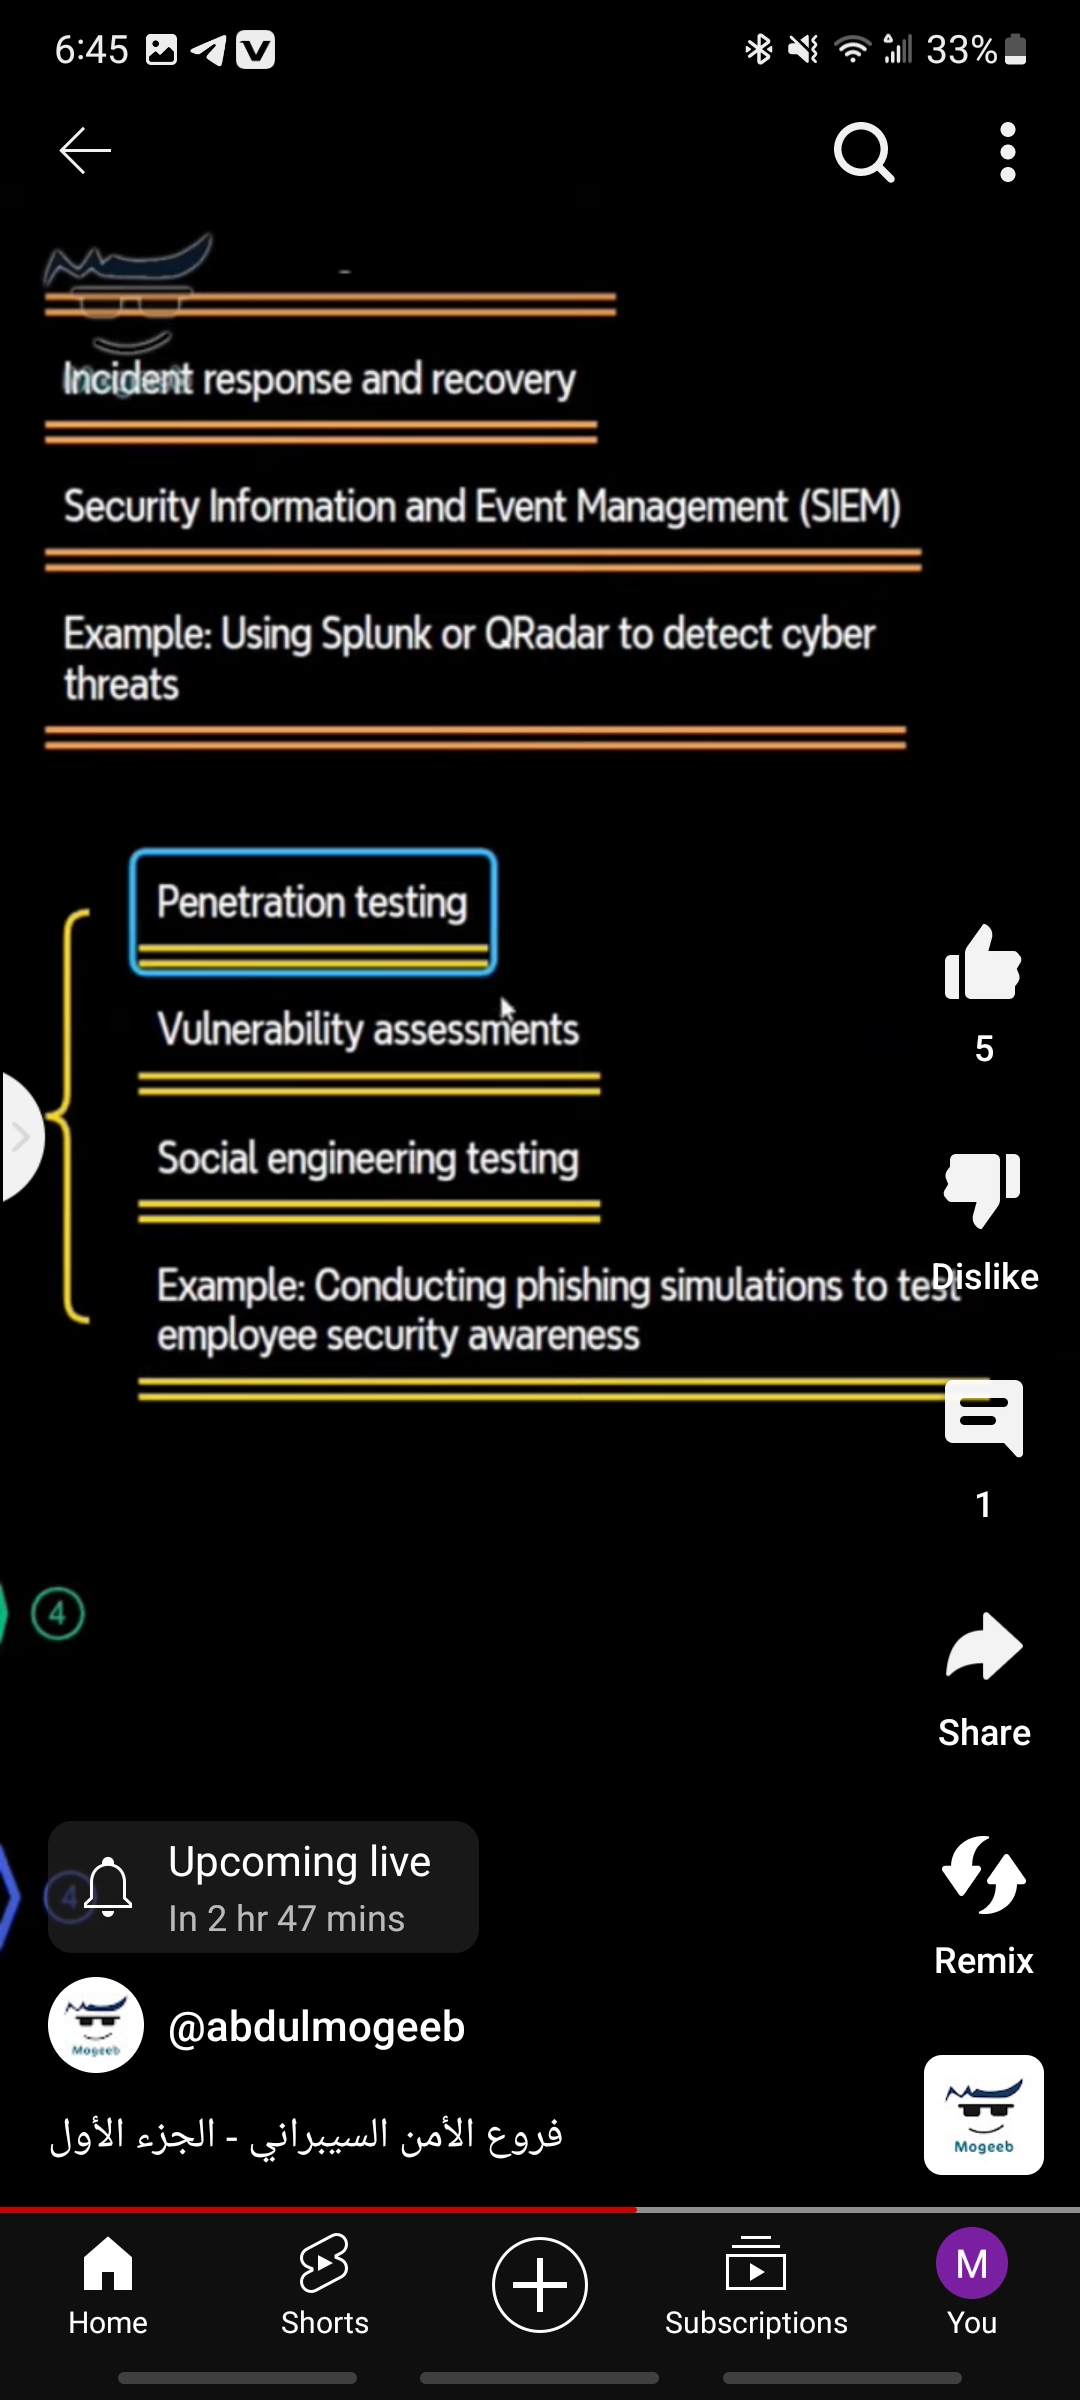 6:45
33%
Incident response and recovery
Security Information and Event Management (SIEM)
Example: Using Splunk or QRadar to detect cyber
threats
Penetration testing
Vulnerability assessments
Social engineering testing
Example: Conducting phishing simulations to test
employee security awareness
5
Dislike
1
Share
Remix
4
4
Upcoming live
In 2 hr 47 mins
Mogeeb
@abdulmogeeb
فروع الأمن السيبراني - الجزء الأول
Mogeeb
Home
Shorts
Subscriptions
M
You